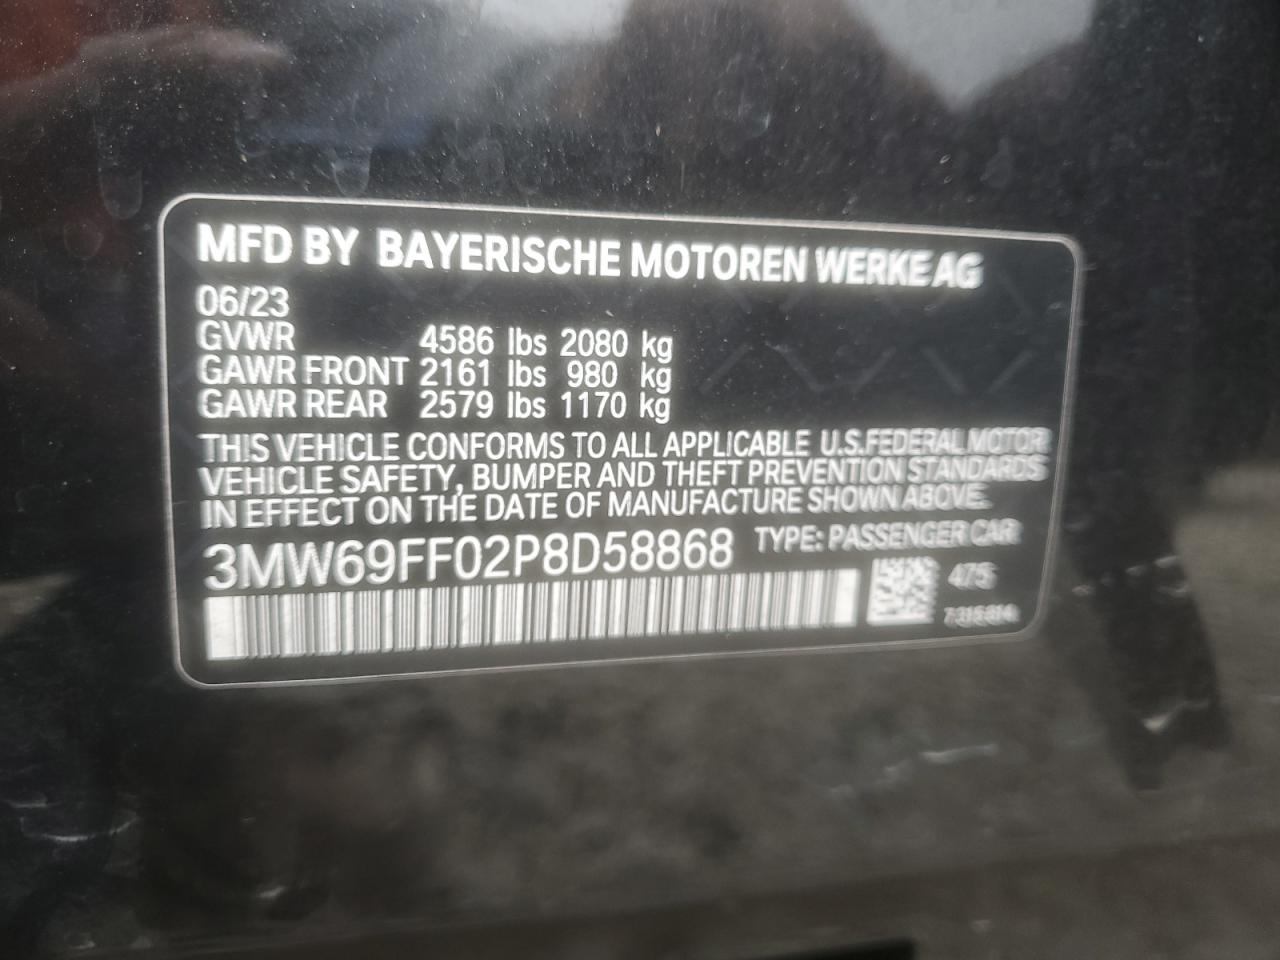 MFD BY BAYERISCHE MOTOREN WERKE AG
06/23
GVWR 4586 lbs 2080 kg
GAWR FRONT 2161 lbs 980 kg
GAWR REAR 2579 lbs 1170 kg
THIS VEHICLE CONFORMS TO ALL APPLICABLE U.S.FEDERAL MOTOR
VEHICLE SAFETY, BUMPER AND THEFT PREVENTION STANDARDS
IN EFFECT ON THE DATE OF MANUFACTURE SHOWN ABOVE.
3MW69FF02P8D58868 TYPE: PASSENGER CAR
475